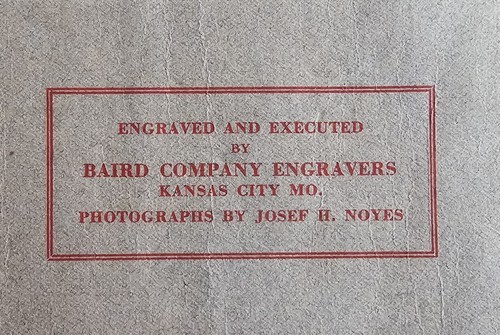 ENGRAVED AND EXECUTED
BY
BAIRD COMPANY ENGRAVERS
KANSAS CITY MO.
PHOTOGRAPHS BY JOSEF H. NOYES